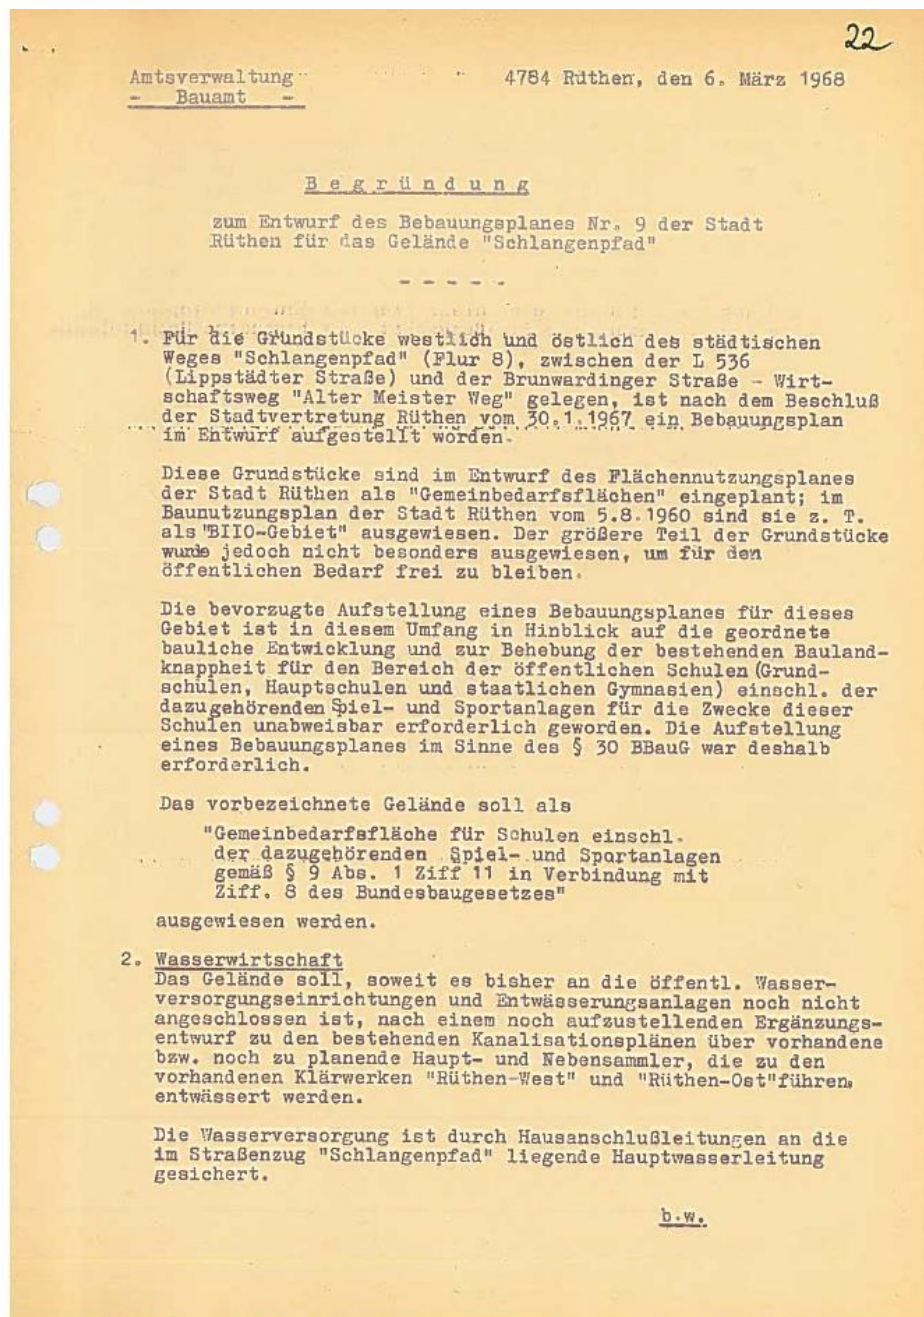 22
Amtsverwaltung
- Bauamt -
4784 Rüthen, den 6. März 1968
B e g r ü n d u n g
zum Entwurf des Bebauungsplanes Nr. 9 der Stadt
Rüthen für das Gelände "Schlangenpfad"
- - - - -
1. Für die Grundstücke westlich und östlich des städtischen
Weges "Schlangenpfad" (Flur 8), zwischen der L 536
(Lippstädter Straße) und der Brunwardinger Straße - Wirt-
schaftsweg "Alter Meister Weg" gelegen, ist nach dem Beschluß
der Stadtvertretung Rüthen vom 30.1.1967 ein Bebauungsplan
im Entwurf aufgestellt worden.
Diese Grundstücke sind im Entwurf des Flächennutzungsplanes
der Stadt Rüthen als "Gemeinbedarfsflächen" eingeplant; im
Baunutzungsplan der Stadt Rüthen vom 5.8.1960 sind sie z. T.
als "BIIO-Gebiet" ausgewiesen. Der größere Teil der Grundstücke
wurde jedoch nicht besonders ausgewiesen, um für den
öffentlichen Bedarf frei zu bleiben.
Die bevorzugte Aufstellung eines Bebauungsplanes für dieses
Gebiet ist in diesem Umfang in Hinblick auf die geordnete
bauliche Entwicklung und zur Behebung der bestehenden Bauland-
knappheit für den Bereich der öffentlichen Schulen (Grund-
schulen, Hauptschulen und staatlichen Gymnasien) einschl. der
dazugehörenden Spiel- und Sportanlagen für die Zwecke dieser
Schulen unabweisbar erforderlich geworden. Die Aufstellung
eines Bebauungsplanes im Sinne des § 30 BBauG war deshalb
erforderlich.
Das vorbezeichnete Gelände soll als
"Gemeinbedarfsfläche für Schulen einschl.
der dazugehörenden Spiel- und Sportanlagen
gemäß § 9 Abs. 1 Ziff 11 in Verbindung mit
Ziff. 8 des Bundesbaugesetzes"
ausgewiesen werden.
2. Wasserwirtschaft
Das Gelände soll, soweit es bisher an die öffentl. Wasser-
versorgungseinrichtungen und Entwässerungsanlagen noch nicht
angeschlossen ist, nach einem noch aufzustellenden Ergänzungs-
entwurf zu den bestehenden Kanalisationsplänen über vorhandene
bzw. noch zu planende Haupt- und Nebensammler, die zu den
vorhandenen Klärwerken "Rüthen-West" und "Rüthen-Ost"führen,
entwässert werden.
Die Wasserversorgung ist durch Hausanschlußleitungen an die
im Straßenzug "Schlangenpfad" liegende Hauptwasserleitung
gesichert.
b.w.